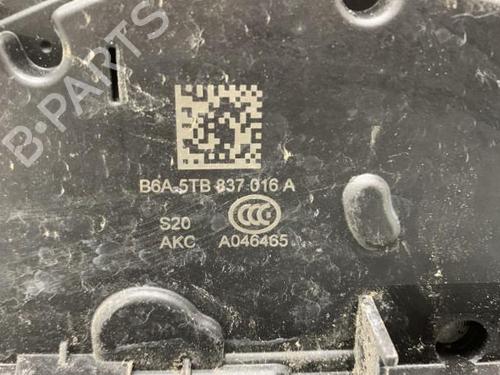 B-PARTS
B6A 5TB 837 016 A
S20 CCC
AKC A046465